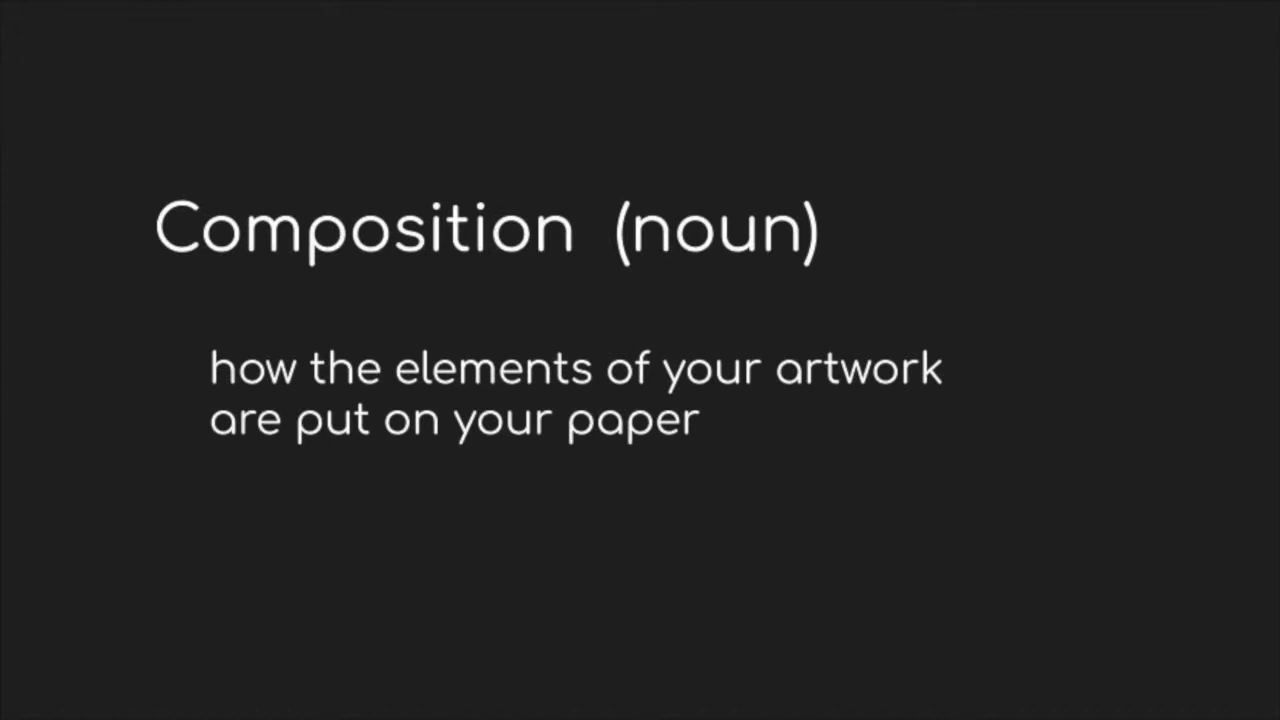 Composition (noun)
how the elements of your artwork
are put on your paper